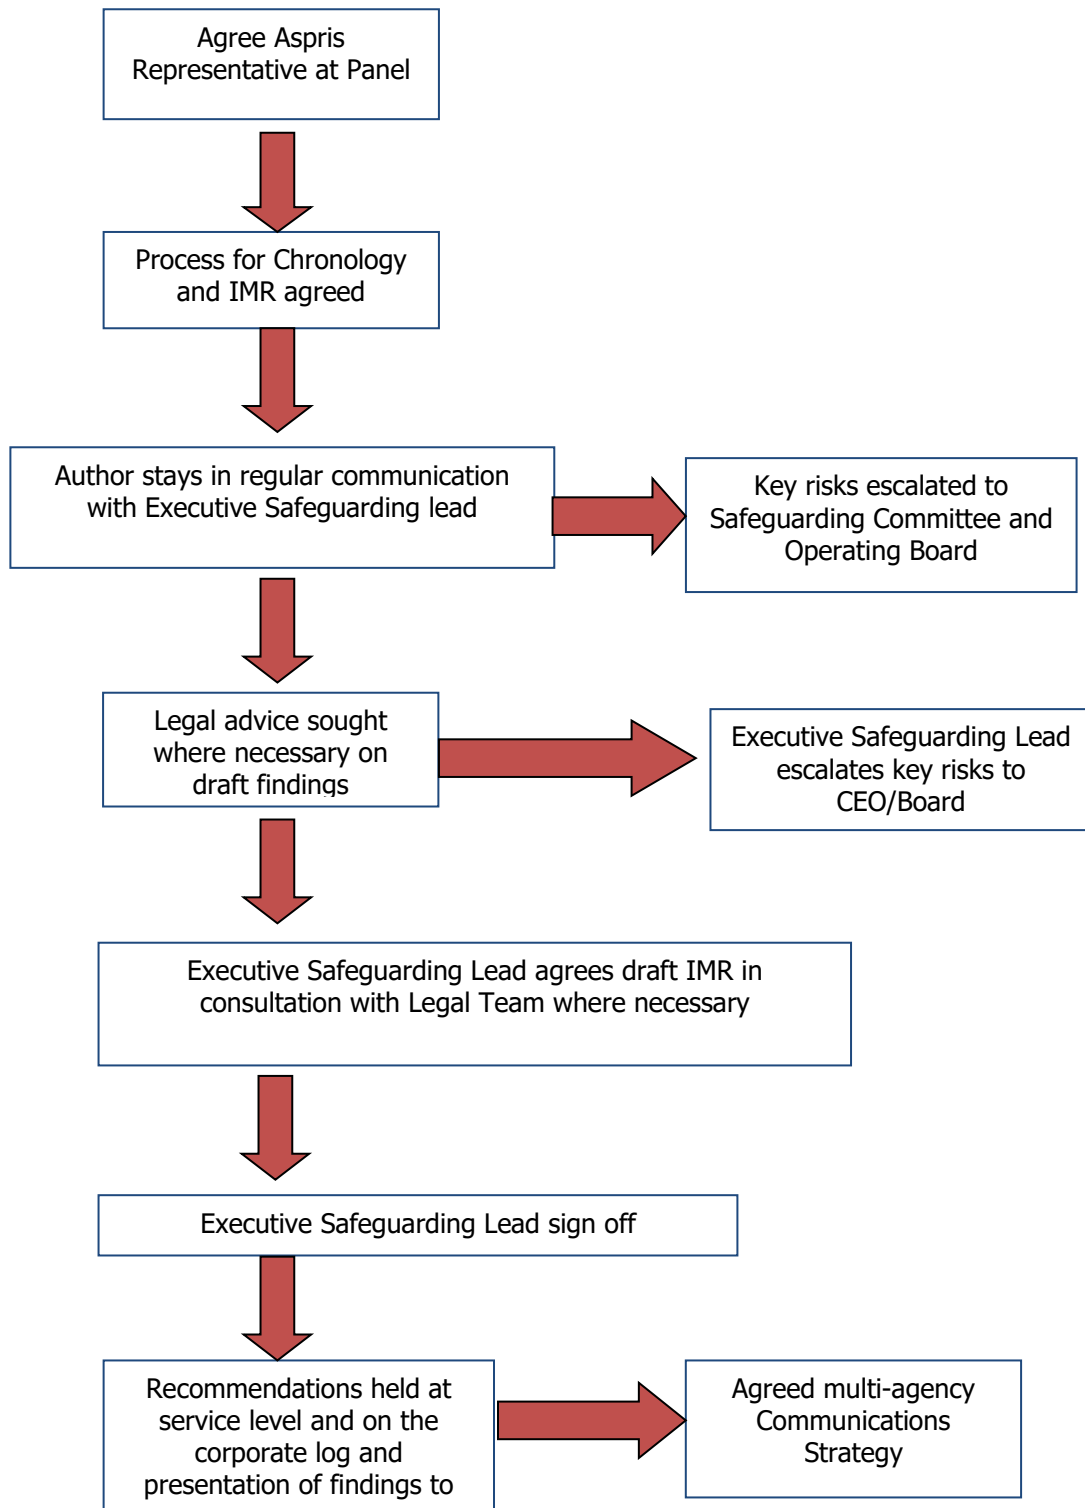 Agree Aspris
Representative at Panel
Process for Chronology
and IMR agreed
Author stays in regular communication
with Executive Safeguarding lead
Key risks escalated to
Safeguarding Committee and
Operating Board
Legal advice sought
where necessary on
draft findings
Executive Safeguarding Lead
escalates key risks to
CEO/Board
Executive Safeguarding Lead agrees draft IMR in
consultation with Legal Team where necessary
Executive Safeguarding Lead sign off
Recommendations held at
service level and on the
corporate log and
presentation of findings to
Agreed multi-agency
Communications
Strategy